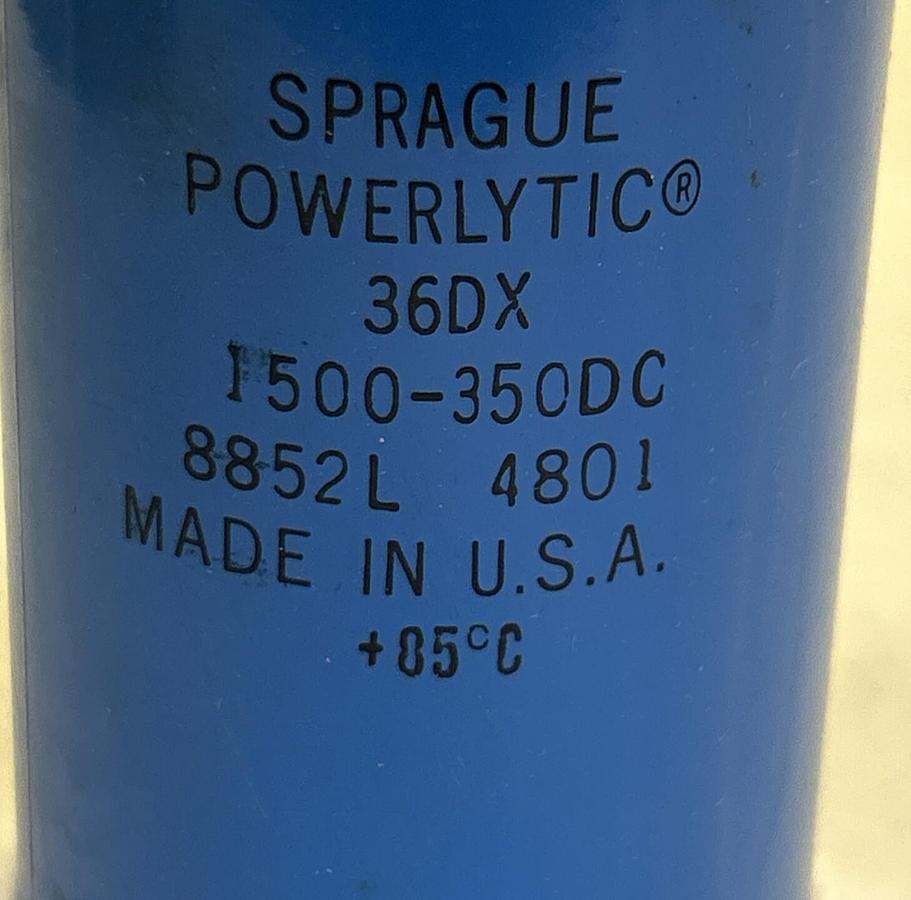 SPRAGUE
POWERLYTIC®
36DX
1500-350DC
8852L 4801
MADE IN U.S.A.
+85°C